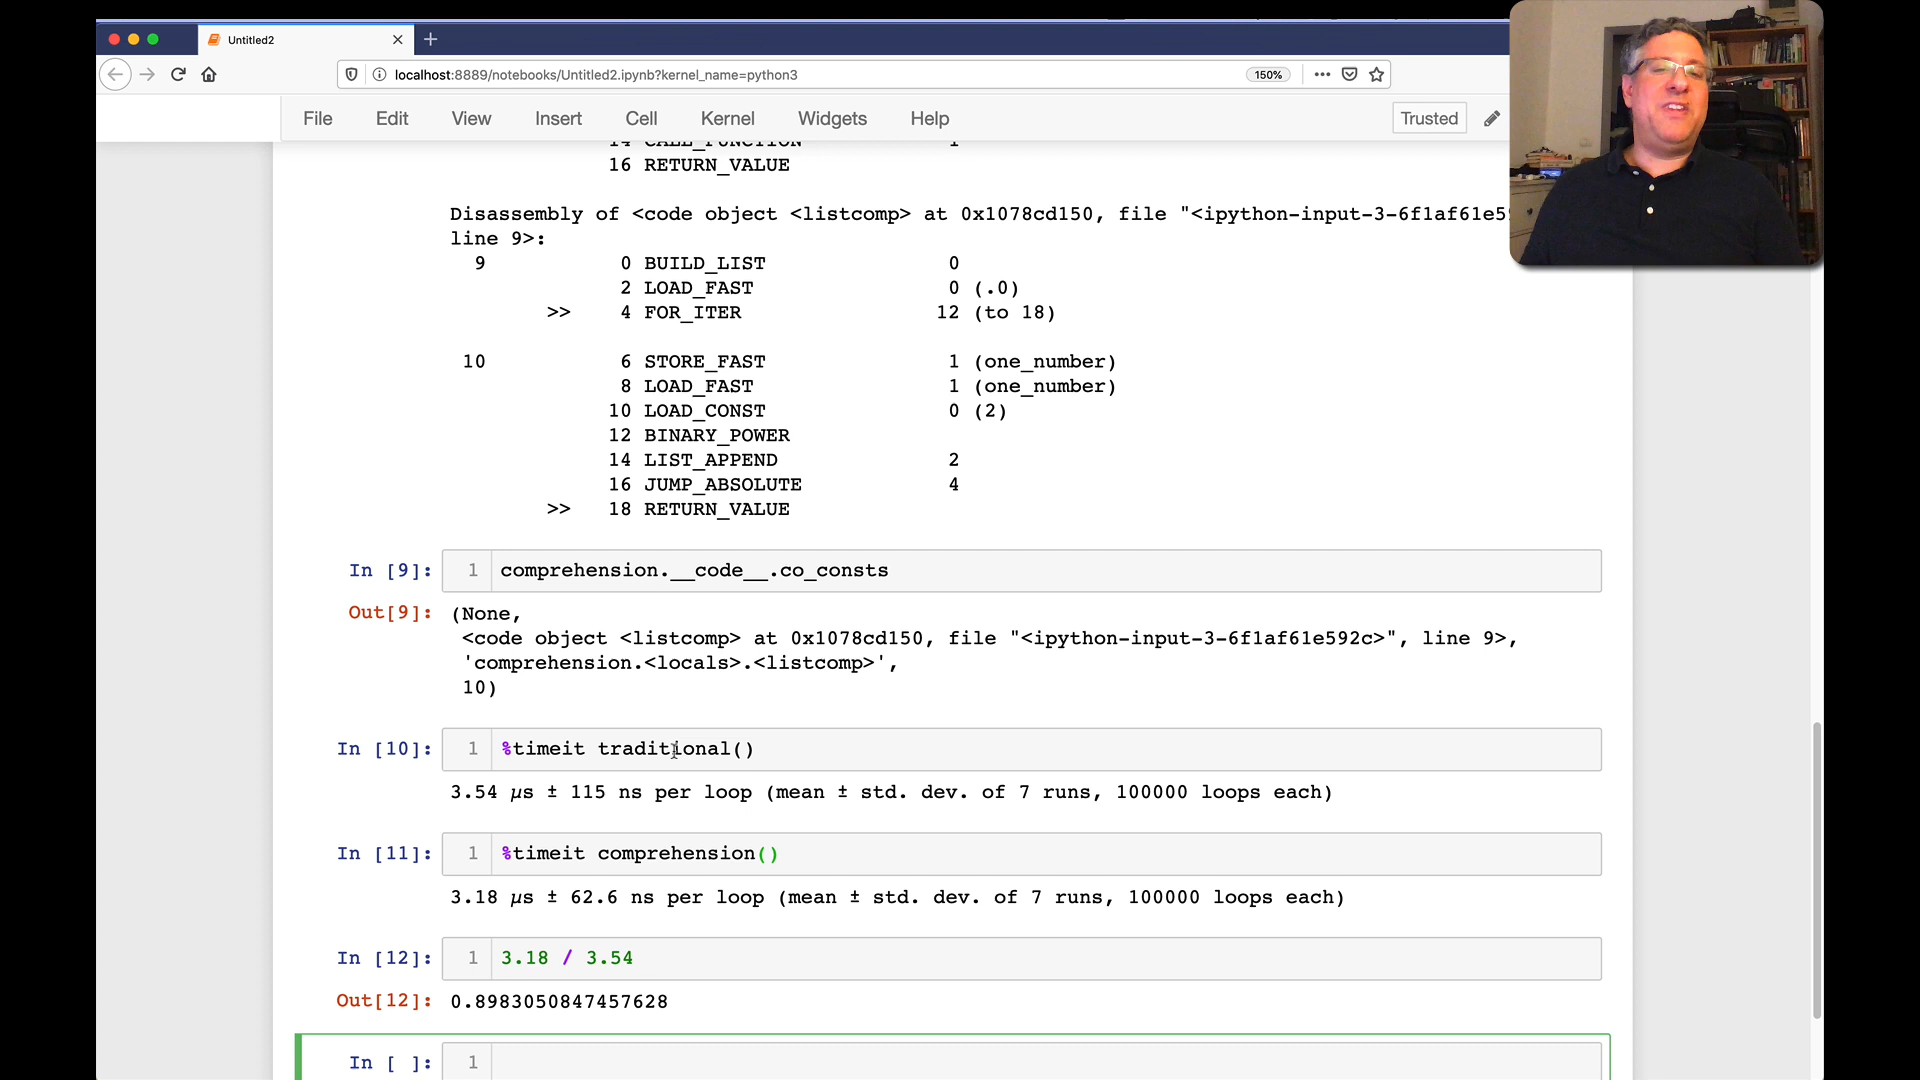 Untitled2
localhost:8889/notebooks/Untitled2.ipynb?kernel_name=python3
150%
File Edit View Insert Cell Kernel Widgets Help
Trusted
14 CALL_FUNCTION 1
16 RETURN_VALUE
Disassembly of <code object <listcomp> at 0x1078cd150, file "<ipython-input-3-6f1af61e5
line 9>:
9 0 BUILD_LIST 0
2 LOAD_FAST 0 (.0)
>> 4 FOR_ITER 12 (to 18)
10 6 STORE_FAST 1 (one_number)
8 LOAD_FAST 1 (one_number)
10 LOAD_CONST 0 (2)
12 BINARY_POWER
14 LIST_APPEND 2
16 JUMP_ABSOLUTE 4
>> 18 RETURN_VALUE
In [9]: 1 comprehension.__code__.co_consts
Out[9]: (None,
<code object <listcomp> at 0x1078cd150, file "<ipython-input-3-6f1af61e592c>", line 9>,
'comprehension.<locals>.<listcomp>',
10)
In [10]: 1 %timeit traditional()
3.54 µs ± 115 ns per loop (mean ± std. dev. of 7 runs, 100000 loops each)
In [11]: 1 %timeit comprehension()
3.18 µs ± 62.6 ns per loop (mean ± std. dev. of 7 runs, 100000 loops each)
In [12]: 1 3.18 / 3.54
Out[12]: 0.8983050847457628
In [ ]: 1